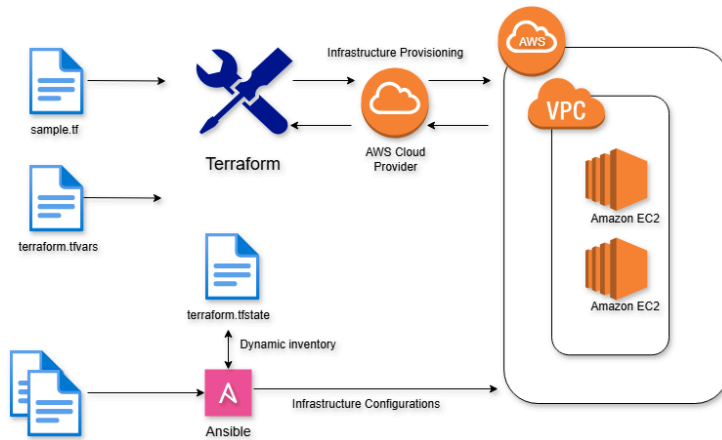 Infrastructure Provisioning
AWS
sample.tf
VPC
Terraform
AWS Cloud
Provider
Amazon EC2
terraform.tfvars
Amazon EC2
terraform.tfstate
Dynamic inventory
Infrastructure Configurations
Ansible